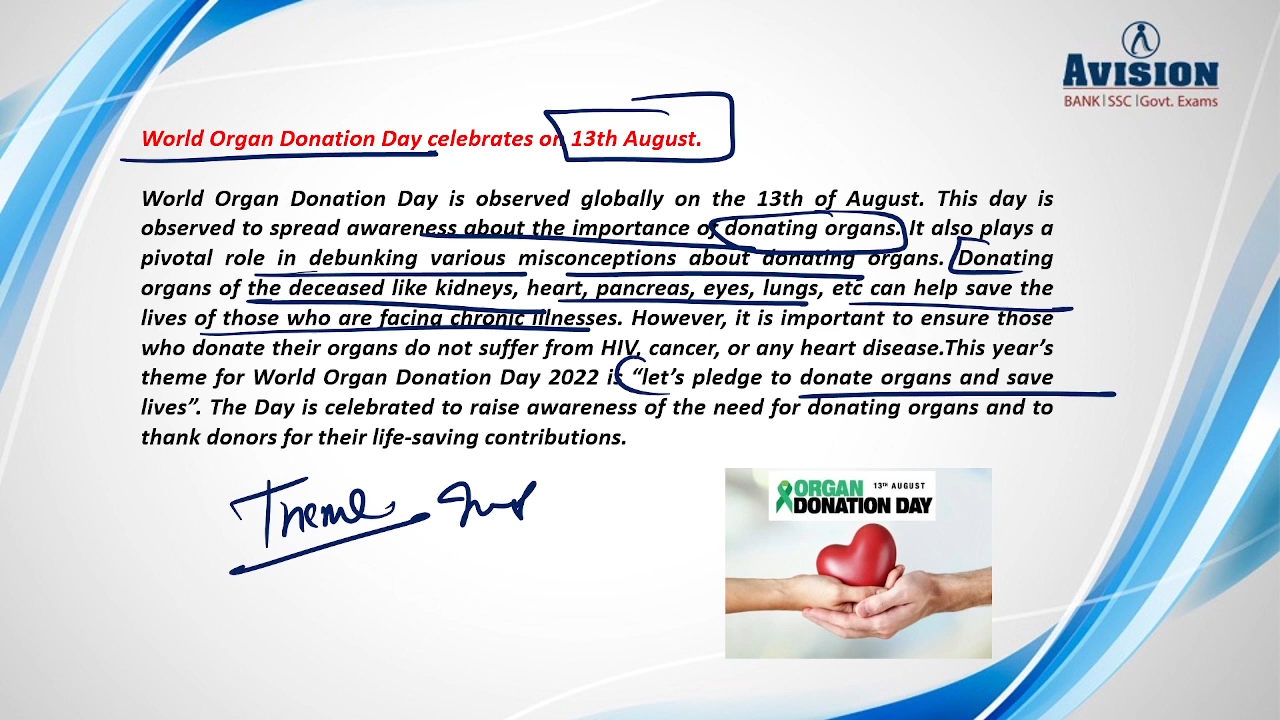 AVISION
BANK|SSC|Govt. Exams
World Organ Donation Day celebrates on 13th August.
World Organ Donation Day is observed globally on the 13th of August. This day is
observed to spread awareness about the importance of donating organs. It also plays a
pivotal role in debunking various misconceptions about donating organs. Donating
organs of the deceased like kidneys, heart, pancreas, eyes, lungs, etc can help save the
lives of those who are facing chronic illnesses. However, it is important to ensure those
who donate their organs do not suffer from HIV, cancer, or any heart disease.This year's
theme for World Organ Donation Day 2022 is “let's pledge to donate organs and save
lives”. The Day is celebrated to raise awareness of the need for donating organs and to
thank donors for their life-saving contributions.
Theme
ORGAN 13TH AUGUST
DONATION DAY